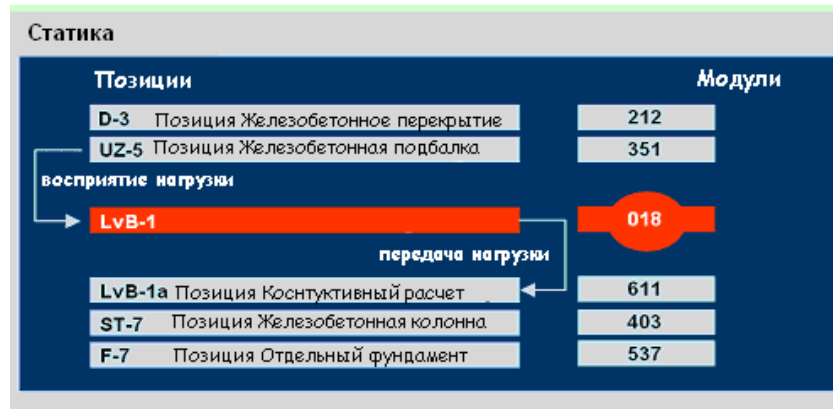 Статика
Позиции Модули
D-3 Позиция Железобетонное перекрытие 212
UZ-5 Позиция Железобетонная подбалка 351
восприятие нагрузки
LvB-1 018
передача нагрузки
LvB-1a Позиция Коснтуктивный расчет 611
ST-7 Позиция Железобетонная колонна 403
F-7 Позиция Отдельный фундамент 537